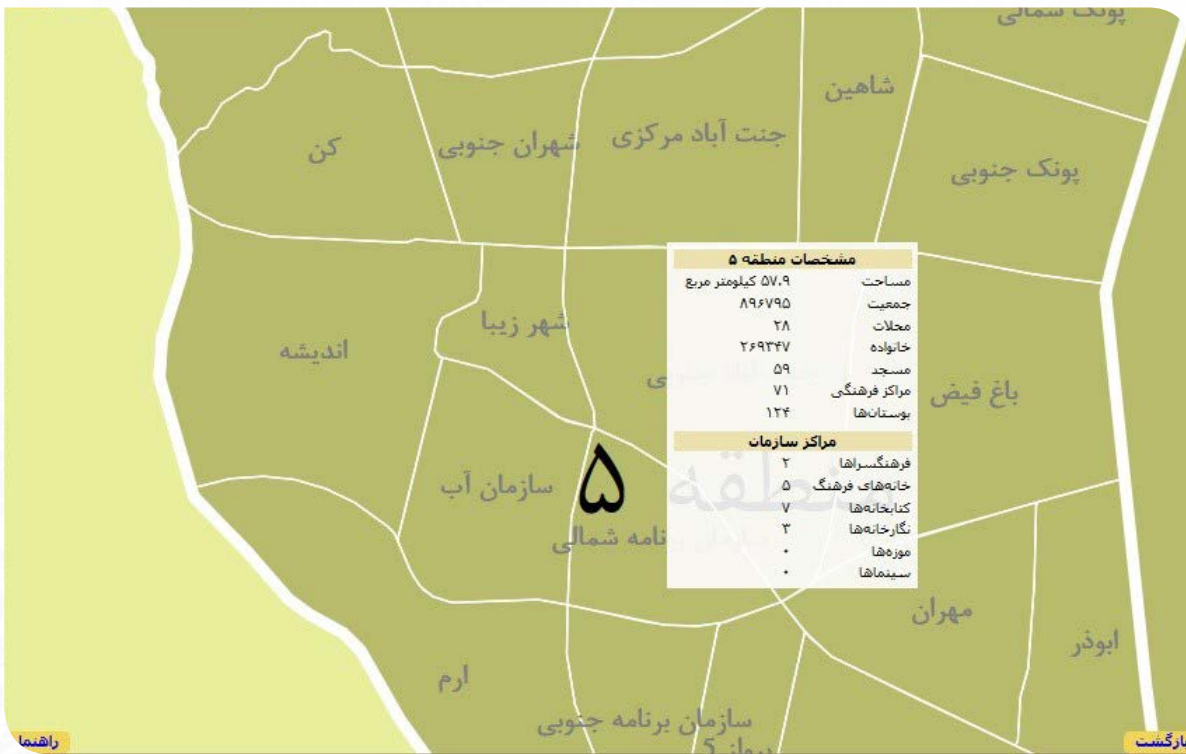 پونک شمالی
شاهین
جنت آباد مرکزی
شهران جنوبی
کن
پونک جنوبی
مشخصات منطقه ۵
مساحت ۵۷.۹ کیلومتر مربع
جمعیت ۸۹۶۷۹۵
محلات ۲۸
خانواده ۲۶۹۳۴۷
مسجد ۵۹
مراکز فرهنگی ۷۱
بوستان‌ها ۱۲۴
مراکز سازمان
فرهنگسراها ۲
خانه‌های فرهنگ ۵
کتابخانه‌ها ۷
نگارخانه‌ها ۳
موزه‌ها ۰
سینماها ۰
شهر زیبا
اندیشه
باغ فیض
منطقه ۵
سازمان آب
سازمان برنامه شمالی
مهران
ابوذر
ارم
سازمان برنامه جنوبی
پرواز 5
راهنما
بازگشت